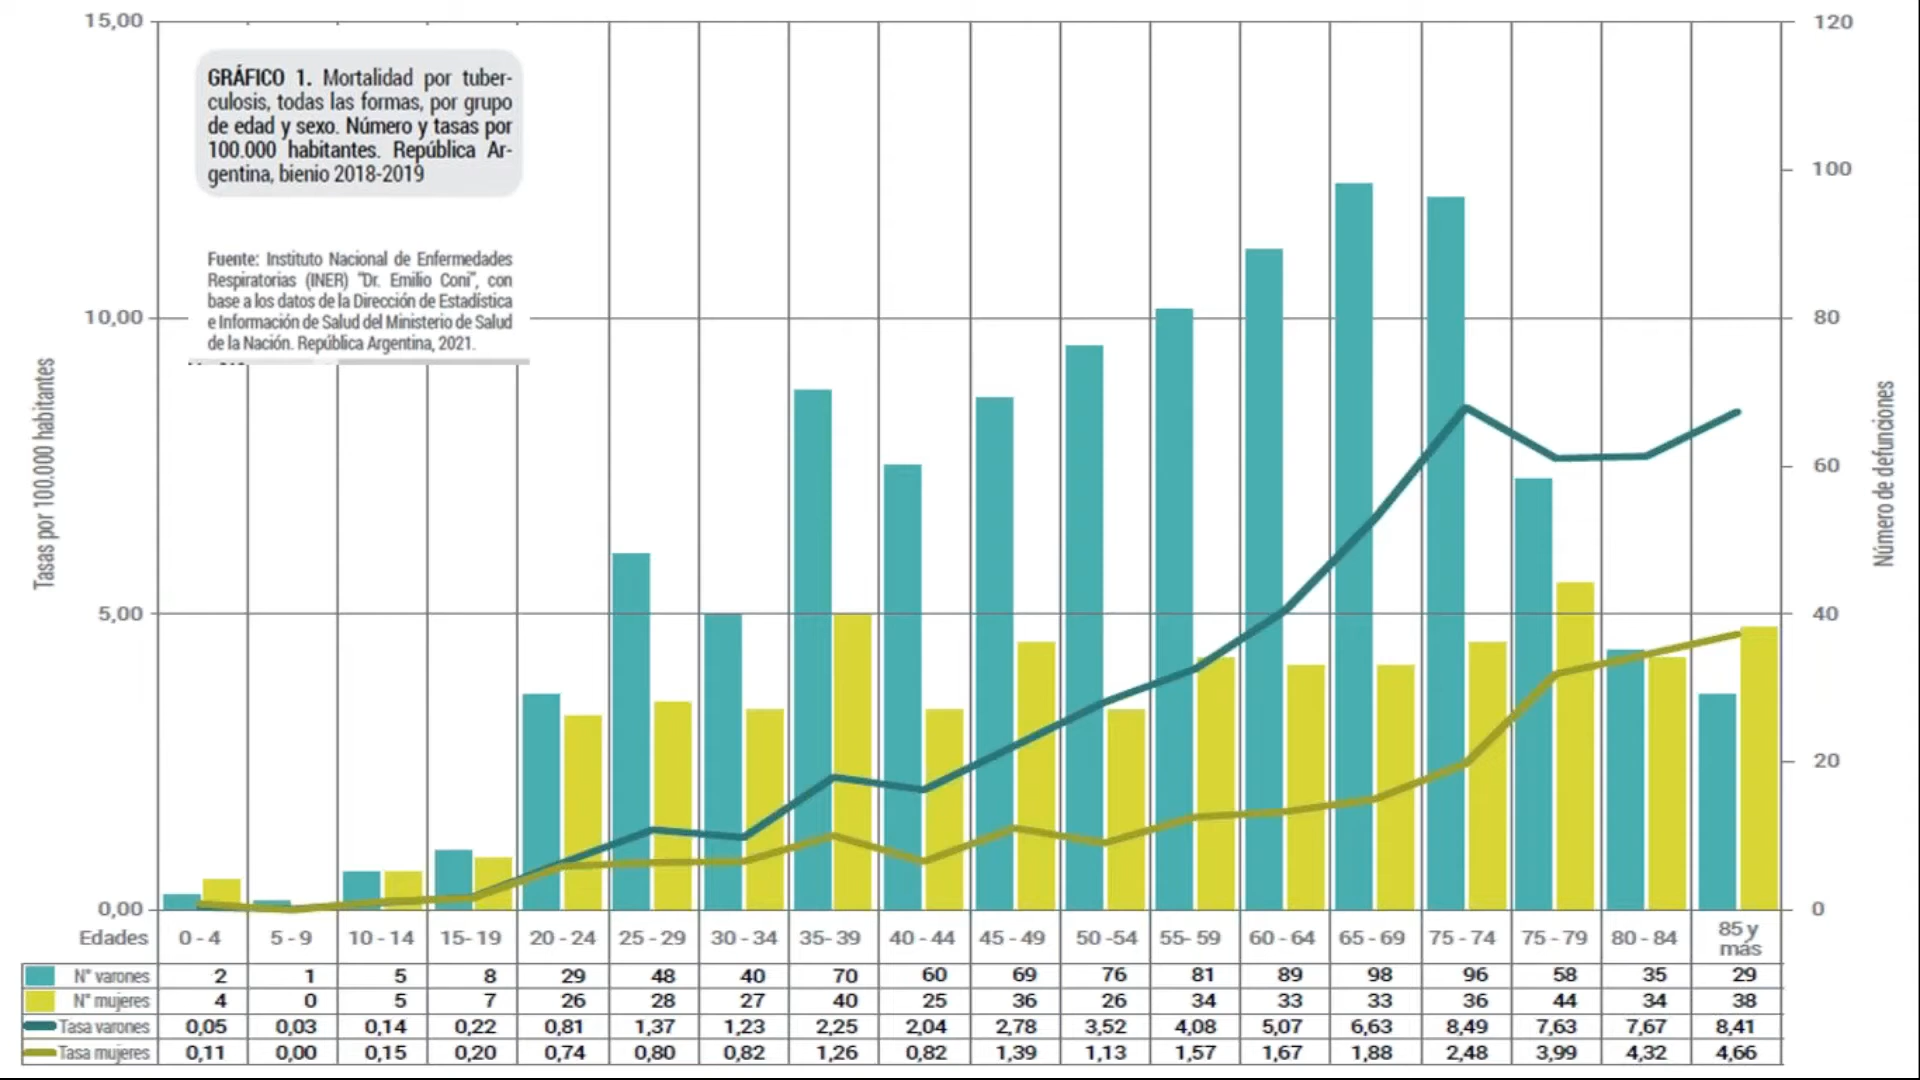 15,00
120
GRÁFICO 1. Mortalidad por tuber-
culosis, todas las formas, por grupo
de edad y sexo. Número y tasas por
100.000 habitantes. República Ar-
gentina, bienio 2018-2019
100
Fuente: Instituto Nacional de Enfermedades
Respiratorias (INER) "Dr. Emilio Coni", con
base a los datos de la Dirección de Estadística
e Información de Salud del Ministerio de Salud
de la Nación. República Argentina, 2021.
10,00
80
Tasas por 100.000 habitantes
Número de defunciones
60
5,00
40
20
0,00
0
Edades 0 - 4 5 - 9 10 - 14 15- 19 20 - 24 25 - 29 30 - 34 35- 39 40 - 44 45 - 49 50 -54 55- 59 60 - 64 65 - 69 75 - 74 75 - 79 80 - 84 85 y más
N° varones 2 1 5 8 29 48 40 70 60 69 76 81 89 98 96 58 35 29
N° mujeres 4 0 5 7 26 28 27 40 25 36 26 34 33 33 36 44 34 38
Tasa varones 0,05 0,03 0,14 0,22 0,81 1,37 1,23 2,25 2,04 2,78 3,52 4,08 5,07 6,63 8,49 7,63 7,67 8,41
Tasa mujeres 0,11 0,00 0,15 0,20 0,74 0,80 0,82 1,26 0,82 1,39 1,13 1,57 1,67 1,88 2,48 3,99 4,32 4,66